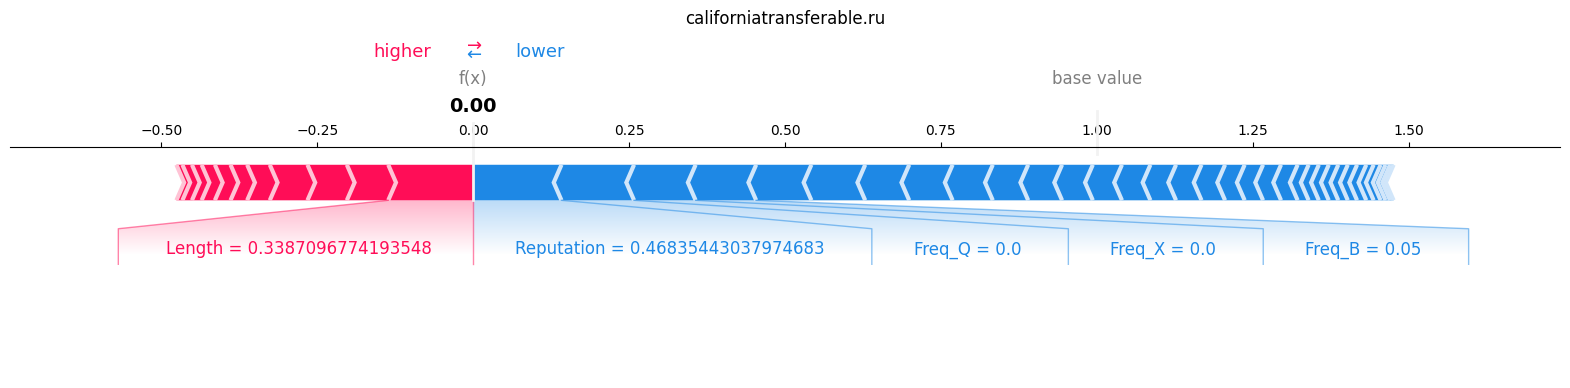 californiatransferable.ru
higher → ← lower
f(x) base value
0.00
−0.50 −0.25 0.00 0.25 0.50 0.75 1.00 1.25 1.50
Length = 0.3387096774193548 Reputation = 0.46835443037974683 Freq_Q = 0.0 Freq_X = 0.0 Freq_B = 0.05